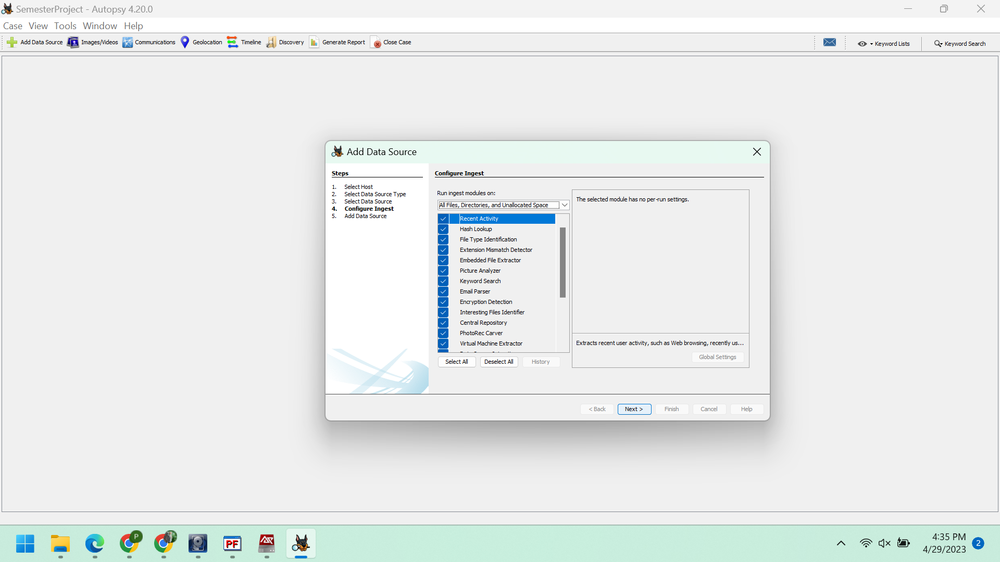 SemesterProject - Autopsy 4.20.0
Case View Tools Window Help
Add Data Source Images/Videos Communications Geolocation Timeline Discovery Generate Report Close Case Keyword Lists Keyword Search
Add Data Source
Steps
1. Select Host
2. Select Data Source Type
3. Select Data Source
4. Configure Ingest
5. Add Data Source
Configure Ingest
Run ingest modules on:
All Files, Directories, and Unallocated Space
Recent Activity
Hash Lookup
File Type Identification
Extension Mismatch Detector
Embedded File Extractor
Picture Analyzer
Keyword Search
Email Parser
Encryption Detection
Interesting Files Identifier
Central Repository
PhotoRec Carver
Virtual Machine Extractor
Select All Deselect All History
The selected module has no per-run settings.
Extracts recent user activity, such as Web browsing, recently us...
Global Settings
< Back Next > Finish Cancel Help
P
PF
4:35 PM
4/29/2023
2